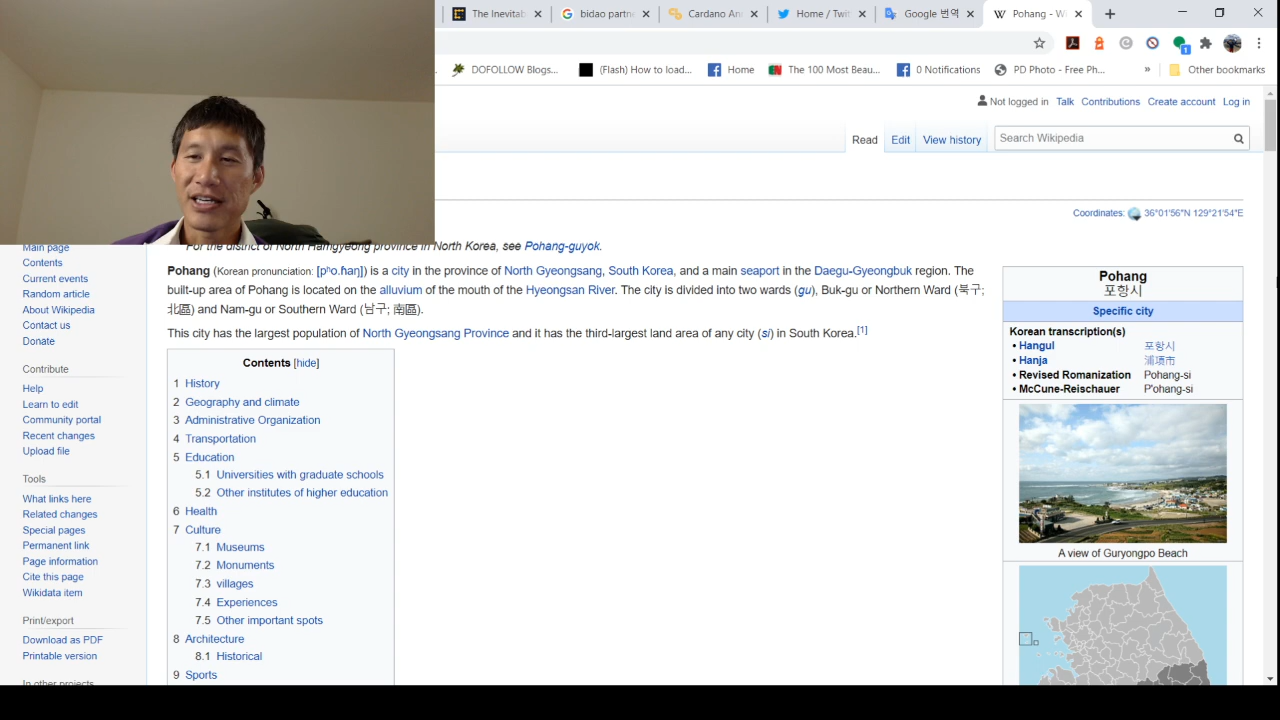 The Inevitab
bidao partne
Cardano An
Home / Twit
Google 번역
Pohang - W
DOFOLLOW Blogs...
(Flash) How to load...
Home
The 100 Most Beau...
0 Notifications
PD Photo - Free Ph...
»
Other bookmarks
1
Not logged in Talk Contributions Create account Log in
Read Edit View history
Search Wikipedia
Coordinates: 36°01′56″N 129°21′54″E
For the district of North Hamgyeong province in North Korea, see Pohang-guyok.
Pohang (Korean pronunciation: [pʰo.ɦaŋ]) is a city in the province of North Gyeongsang, South Korea, and a main seaport in the Daegu-Gyeongbuk region. The
built-up area of Pohang is located on the alluvium of the mouth of the Hyeongsan River. The city is divided into two wards (gu), Buk-gu or Northern Ward (북구;
北區) and Nam-gu or Southern Ward (남구; 南區).
This city has the largest population of North Gyeongsang Province and it has the third-largest land area of any city (si) in South Korea.[1]
Contents [hide]
1 History
2 Geography and climate
3 Administrative Organization
4 Transportation
5 Education
5.1 Universities with graduate schools
5.2 Other institutes of higher education
6 Health
7 Culture
7.1 Museums
7.2 Monuments
7.3 villages
7.4 Experiences
7.5 Other important spots
8 Architecture
8.1 Historical
9 Sports
Main page
Contents
Current events
Random article
About Wikipedia
Contact us
Donate
Contribute
Help
Learn to edit
Community portal
Recent changes
Upload file
Tools
What links here
Related changes
Special pages
Permanent link
Page information
Cite this page
Wikidata item
Print/export
Download as PDF
Printable version
In other projects
Pohang
포항시
Specific city
Korean transcription(s)
• Hangul 포항시
• Hanja 浦項市
• Revised Romanization Pohang-si
• McCune-Reischauer P'ohang-si
A view of Guryongpo Beach